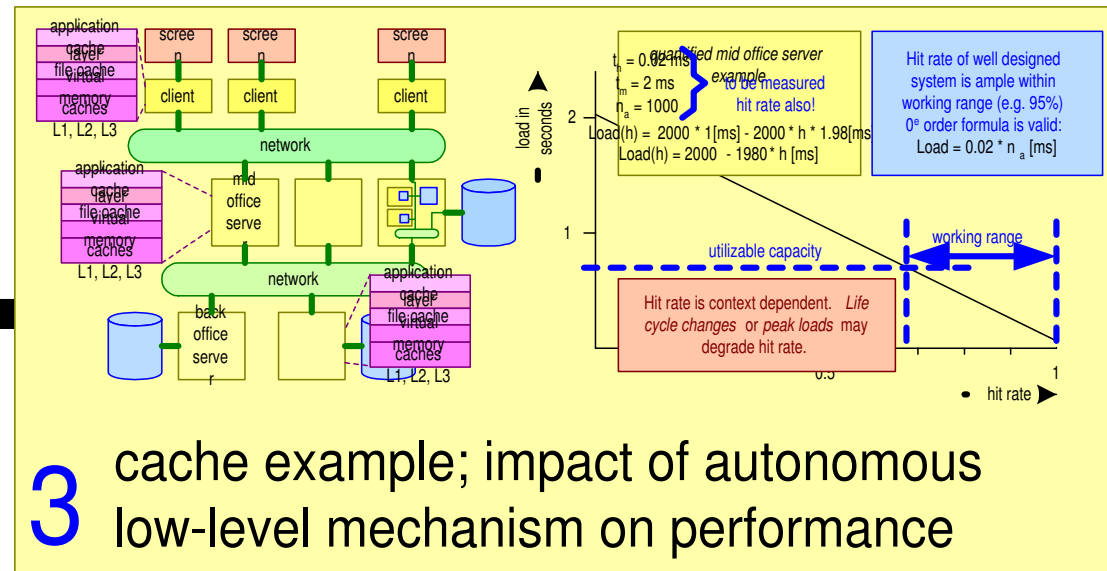 application
cache
layer
file cache
virtual
memory
caches
L1, L2, L3
scree
n
scree
n
scree
n
client
client
client
network
application
cache
layer
file cache
virtual
memory
caches
L1, L2, L3
mid
office
serve
r
network
application
cache
layer
file cache
virtual
memory
caches
L1, L2, L3
back
office
serve
r
load in
seconds
2
1
quantified mid office server
example
t h = 0.02 ms
t m = 2 ms
n a = 1000
to be measured
hit rate also!
Load(h) = 2000 * 1[ms] - 2000 * h * 1.98[ms
Load(h) = 2000 - 1980 * h [ms]
Hit rate of well designed
system is ample within
working range (e.g. 95%)
0e order formula is valid:
Load = 0.02 * n a [ms]
utilizable capacity
working range
Hit rate is context dependent. Life
cycle changes or peak loads may
degrade hit rate.
0.5
1
hit rate
3
cache example; impact of autonomous
low-level mechanism on performance